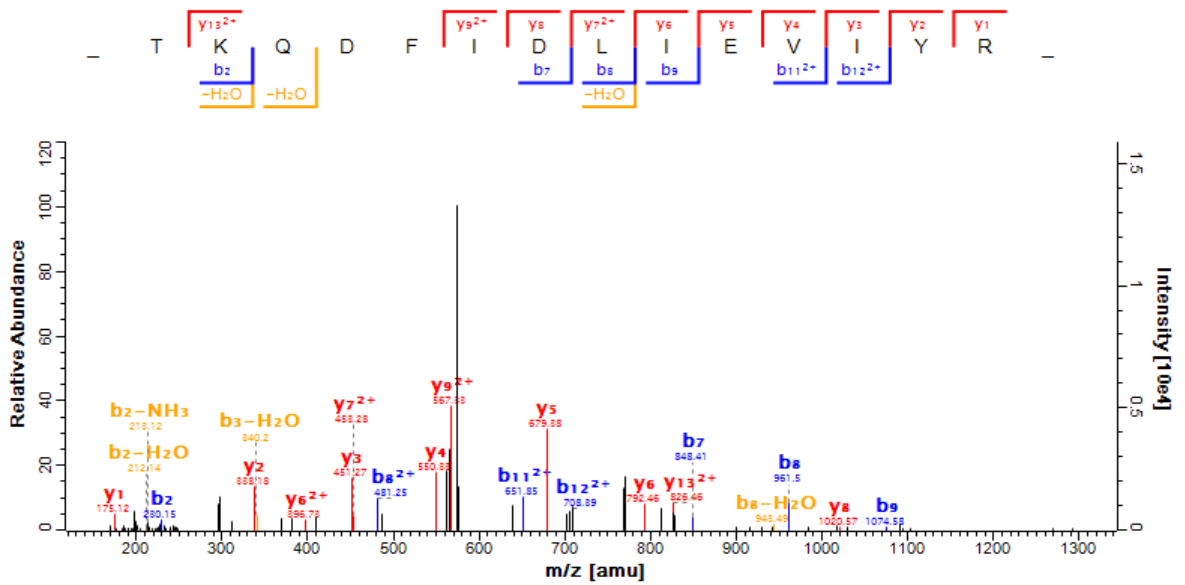 y₁₃²⁺ y₉²⁺ y₈ y₇²⁺ y₆ y₅ y₄ y₃ y₂ y₁
_ T K Q D F I D L I E V I Y R _
b₂ b₇ b₈ b₉ b₁₁²⁺ b₁₂²⁺
-H₂O -H₂O -H₂O
Relative Abundance
120
100
80
60
40
20
0
y₁
175.12
b₂-NH₃
213.12
b₂-H₂O
212.14
b₂
230.15
b₃-H₂O
340.2
y₂
338.18
y₆²⁺
396.73
y₇²⁺
453.28
y₃
451.27
b₈²⁺
481.25
y₄
550.33
y₉²⁺
b₁₁²⁺
651.85
y₅
679.38
b₁₂²⁺
708.89
y₆
792.46
y₁₃²⁺
826.46
b₇
848.41
b₈
961.5
b₈-H₂O
943.49
y₈
1020.57
b₉
1074.58
Intensity [10e4]
1.5
1
0.5
0
200 300 400 500 600 700 800 900 1000 1100 1200 1300
m/z [amu]